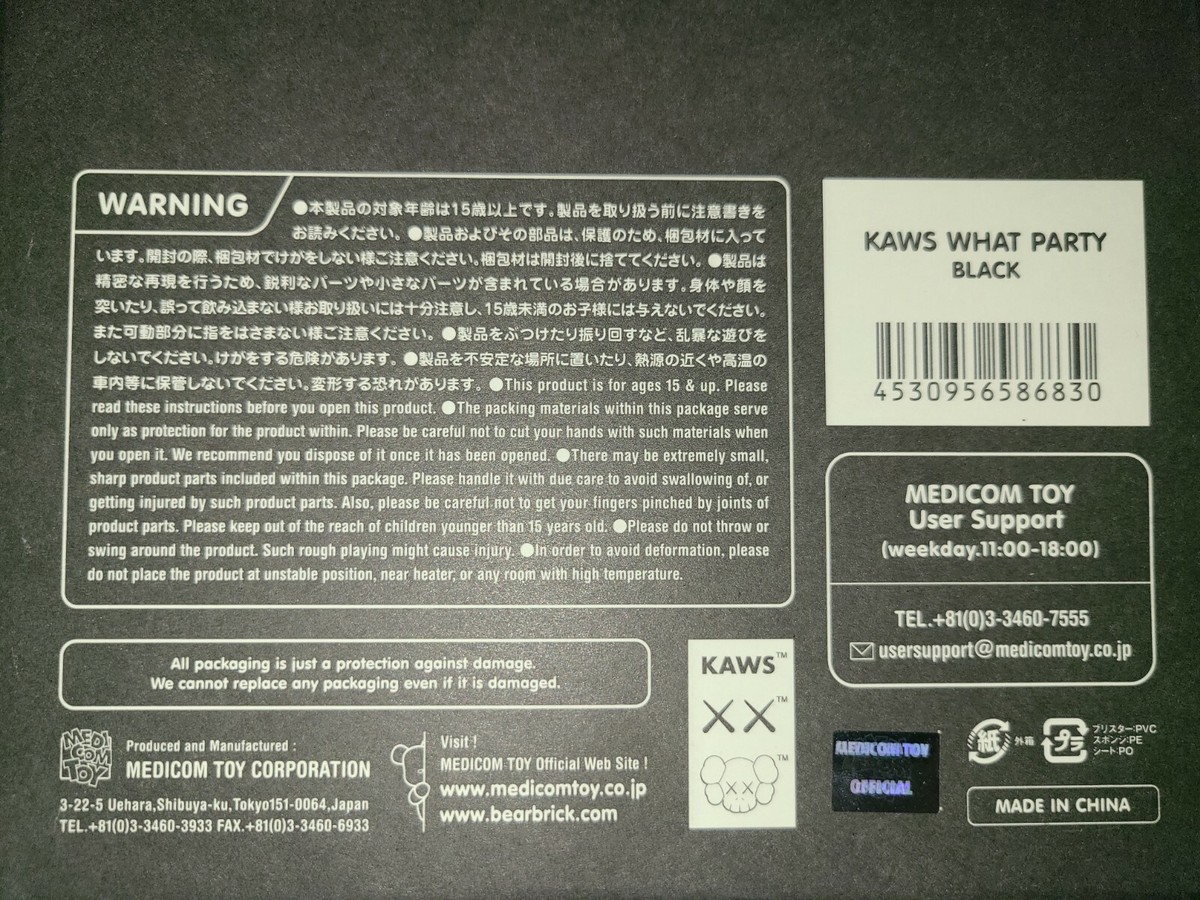 WARNING
●本製品の対象年齢は15歳以上です。製品を取り扱う前に注意書きを
お読みください。 ●製品およびその部品は、保護のため、梱包材に入って
います。開封の際、梱包材でけがをしない様ご注意ください。梱包材は開封後に捨ててください。 ●製品は
精密な再現を行うため、鋭利なパーツや小さなパーツが含まれている場合があります。身体や顔を
突いたり、誤って飲み込まない様お取り扱いには十分注意し、15歳未満のお子様には与えないでください。
また可動部分に指をはさまない様ご注意ください。 ●製品をぶつけたり振り回すなど、乱暴な遊びを
しないでください。けがをする危険があります。 ●製品を不安定な場所に置いたり、熱源の近くや高温の
車内等に保管しないでください。変形する恐れがあります。 ●This product is for ages 15 & up. Please
read these instructions before you open this product. ●The packing materials within this package serve
only as protection for the product within. Please be careful not to cut your hands with such materials when
you open it. We recommend you dispose of it once it has been opened. ●There may be extremely small,
sharp product parts included within this package. Please handle it with due care to avoid swallowing of, or
getting injured by such product parts. Also, please be careful not to get your fingers pinched by joints of
product parts. Please keep out of the reach of children younger than 15 years old. ●Please do not throw or
swing around the product. Such rough playing might cause injury. ●In order to avoid deformation, please
do not place the product at unstable position, near heater, or any room with high temperature.
KAWS WHAT PARTY
BLACK
4530956586830
MEDICOM TOY
User Support
(weekday.11:00-18:00)
TEL.+81(0)3-3460-7555
usersupport@medicomtoy.co.jp
All packaging is just a protection against damage.
We cannot replace any packaging even if it is damaged.
MEDI
COM
TOY
Produced and Manufactured :
MEDICOM TOY CORPORATION
3-22-5 Uehara,Shibuya-ku,Tokyo151-0064,Japan
TEL.+81(0)3-3460-3933 FAX.+81(0)3-3460-6933
Visit !
MEDICOM TOY Official Web Site !
www.medicomtoy.co.jp
www.bearbrick.com
KAWS™
XX™
™
MEDICOM TOY
OFFICIAL
紙 外箱
プラ
ブリスター:PVC
スポンジ:PE
シート:PO
MADE IN CHINA